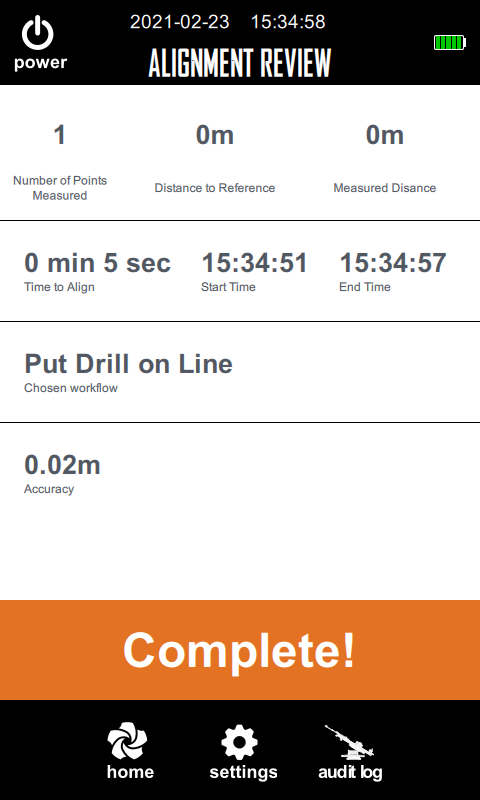 2021-02-23 15:34:58
power
ALIGNMENT REVIEW
1 0m 0m
Number of Points
Measured
Distance to Reference
Measured Disance
0 min 5 sec 15:34:51 15:34:57
Time to Align Start Time End Time
Put Drill on Line
Chosen workflow
0.02m
Accuracy
Complete!
home settings audit log